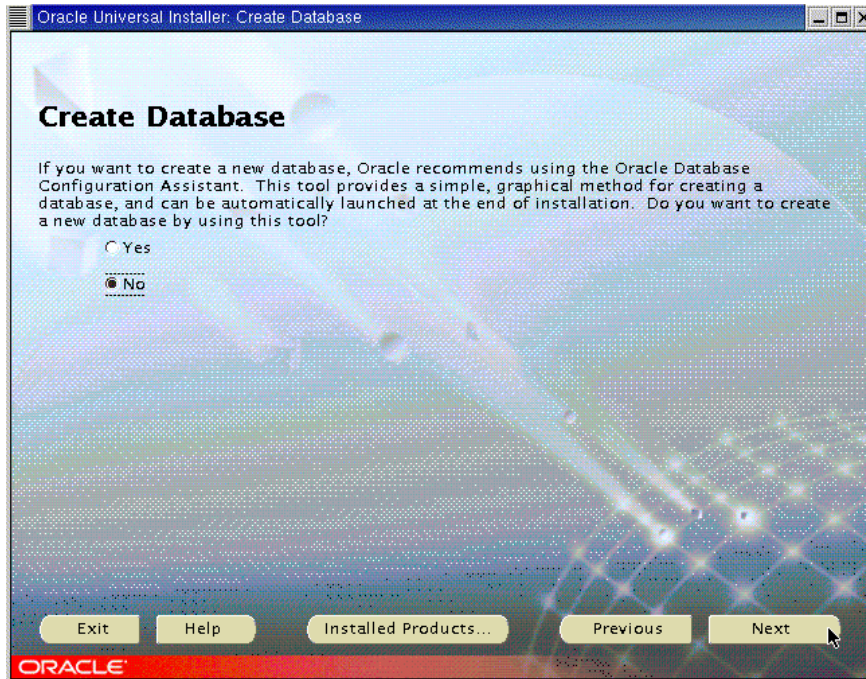 Oracle Universal Installer: Create Database
Create Database
If you want to create a new database, Oracle recommends using the Oracle Database
Configuration Assistant.  This tool provides a simple, graphical method for creating a
database, and can be automatically launched at the end of installation.  Do you want to create
a new database by using this tool?
Yes
No
Exit
Help
Installed Products...
Previous
Next
ORACLE